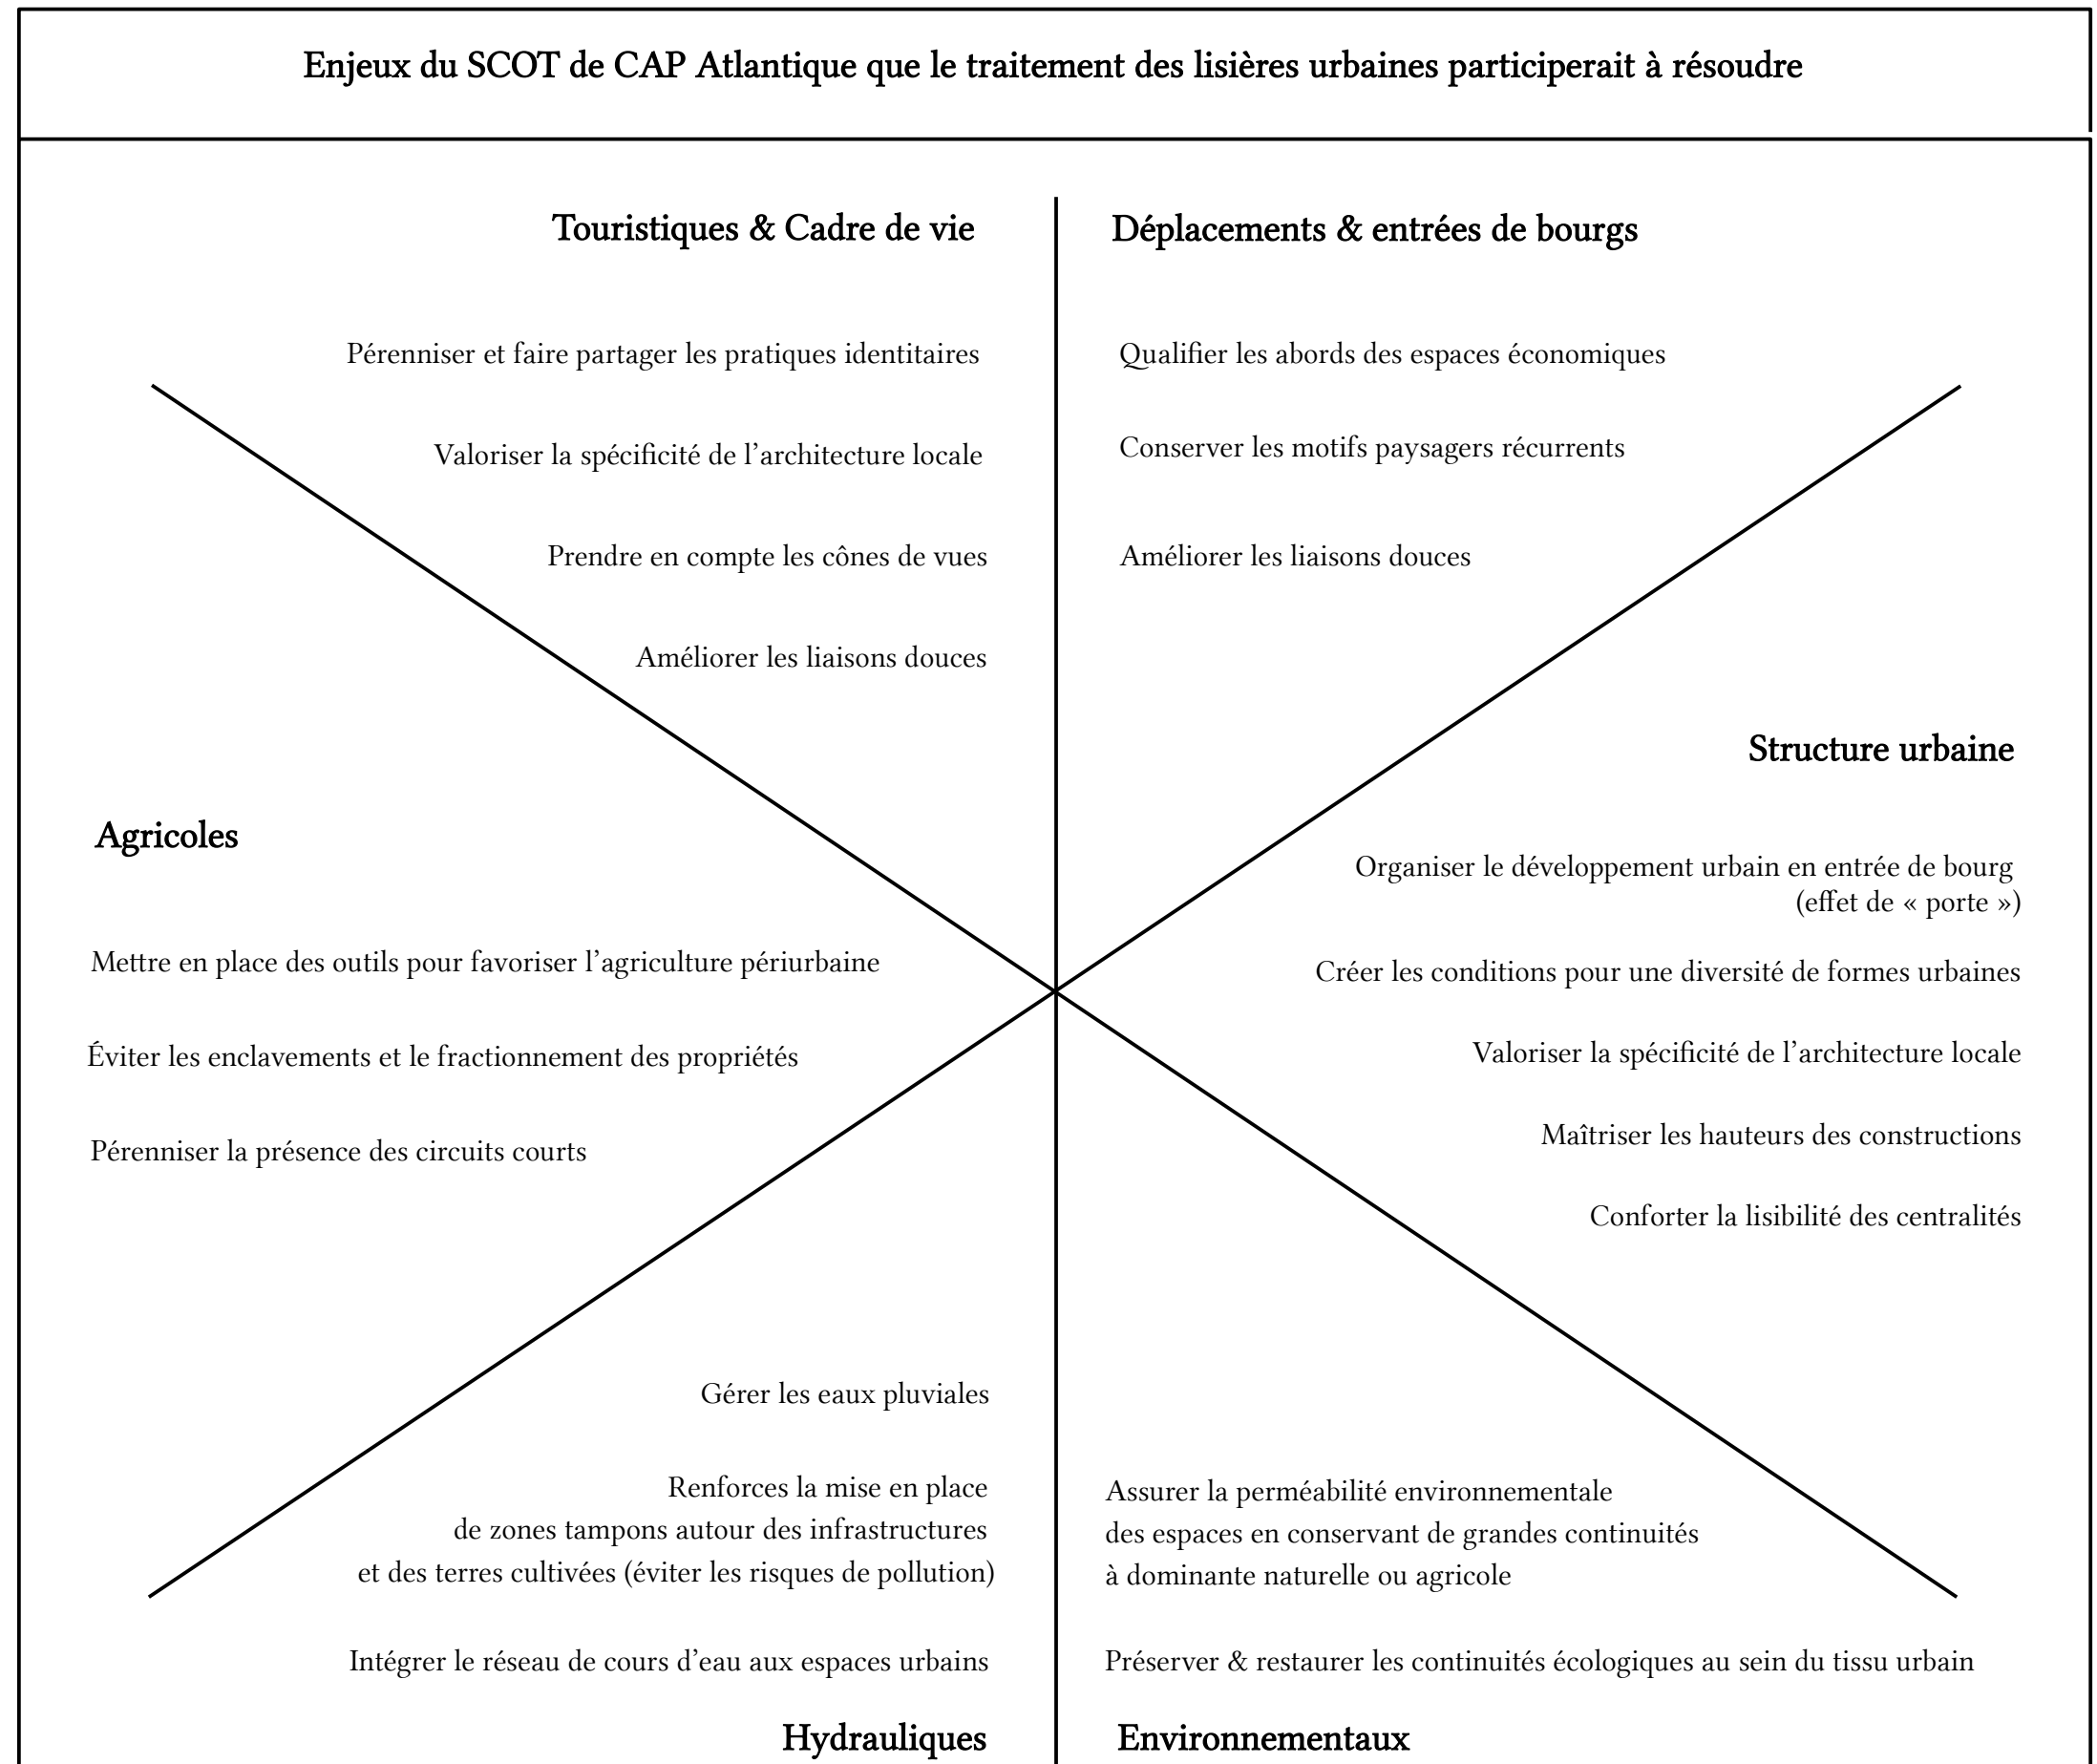 Enjeux du SCOT de CAP Atlantique que le traitement des lisières urbaines participerait à résoudre
Touristiques & Cadre de vie
Pérenniser et faire partager les pratiques identitaires
Valoriser la spécificité de l’architecture locale
Prendre en compte les cônes de vues
Améliorer les liaisons douces
Déplacements & entrées de bourgs
Qualifier les abords des espaces économiques
Conserver les motifs paysagers récurrents
Améliorer les liaisons douces
Structure urbaine
Organiser le développement urbain en entrée de bourg
(effet de « porte »)
Créer les conditions pour une diversité de formes urbaines
Valoriser la spécificité de l’architecture locale
Maîtriser les hauteurs des constructions
Conforter la lisibilité des centralités
Agricoles
Mettre en place des outils pour favoriser l’agriculture périurbaine
Éviter les enclavements et le fractionnement des propriétés
Pérenniser la présence des circuits courts
Gérer les eaux pluviales
Renforces la mise en place
de zones tampons autour des infrastructures
et des terres cultivées (éviter les risques de pollution)
Intégrer le réseau de cours d’eau aux espaces urbains
Hydrauliques
Assurer la perméabilité environnementale
des espaces en conservant de grandes continuités
à dominante naturelle ou agricole
Préserver & restaurer les continuités écologiques au sein du tissu urbain
Environnementaux